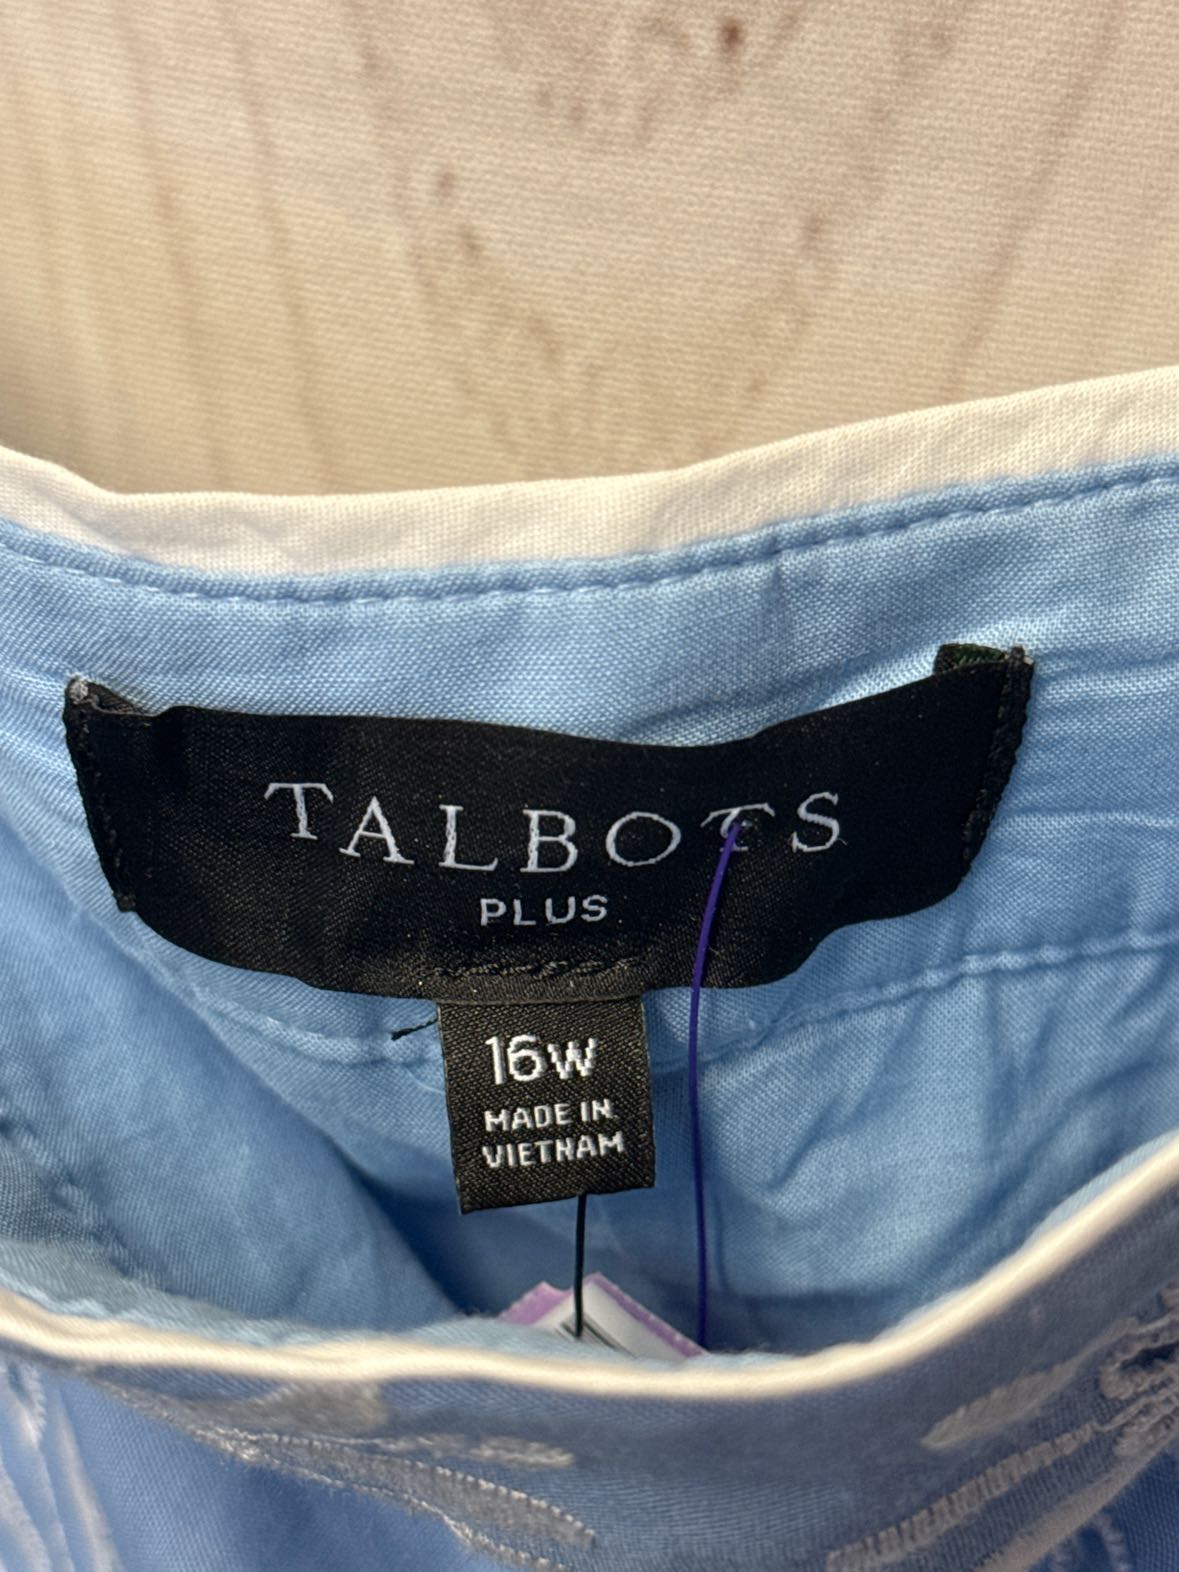 TALBOTS
PLUS
16W
MADE IN
VIETNAM